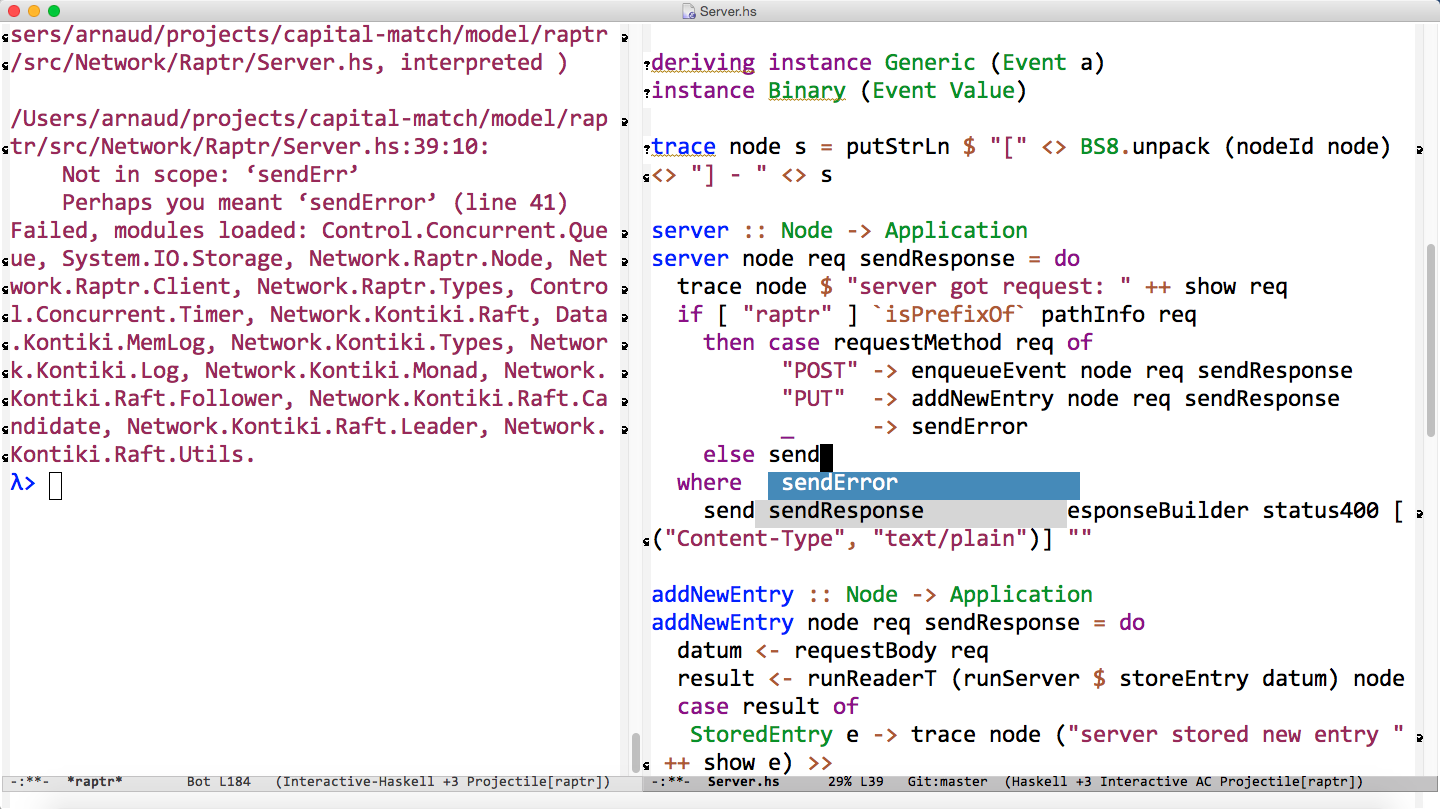 Server.hs
sers/arnaud/projects/capital-match/model/raptr
/src/Network/Raptr/Server.hs, interpreted )
/Users/arnaud/projects/capital-match/model/rap
tr/src/Network/Raptr/Server.hs:39:10:
Not in scope: ‘sendErr’
Perhaps you meant ‘sendError’ (line 41)
Failed, modules loaded: Control.Concurrent.Que
ue, System.IO.Storage, Network.Raptr.Node, Net
work.Raptr.Client, Network.Raptr.Types, Contro
l.Concurrent.Timer, Network.Kontiki.Raft, Data
.Kontiki.MemLog, Network.Kontiki.Types, Networ
k.Kontiki.Log, Network.Kontiki.Monad, Network.
Kontiki.Raft.Follower, Network.Kontiki.Raft.Ca
ndidate, Network.Kontiki.Raft.Leader, Network.
Kontiki.Raft.Utils.
λ>
-:**-  *raptr*      Bot L184   (Interactive-Haskell +3 Projectile[raptr])
deriving instance Generic (Event a)
instance Binary (Event Value)
trace node s = putStrLn $ "[" <> BS8.unpack (nodeId node)
<> "] - " <> s
server :: Node -> Application
server node req sendResponse = do
  trace node $ "server got request: " ++ show req
  if [ "raptr" ] `isPrefixOf` pathInfo req
    then case requestMethod req of
          "POST" -> enqueueEvent node req sendResponse
          "PUT"  -> addNewEntry node req sendResponse
          _      -> sendError
    else send
  where   sendError
    send sendResponse           esponseBuilder status400 [
("Content-Type", "text/plain")] ""
addNewEntry :: Node -> Application
addNewEntry node req sendResponse = do
  datum <- requestBody req
  result <- runReaderT (runServer $ storeEntry datum) node
  case result of
   StoredEntry e -> trace node ("server stored new entry "
 ++ show e) >>
-:**-  Server.hs      29% L39   Git:master  (Haskell +3 Interactive AC Projectile[raptr])